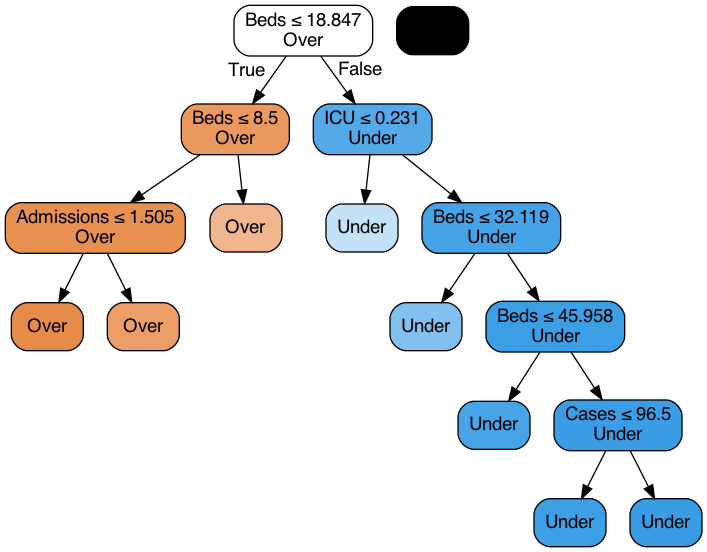 Beds ≤ 18.847
Over
True
False
Beds ≤ 8.5
Over
ICU ≤ 0.231
Under
Admissions ≤ 1.505
Over
Over
Under
Beds ≤ 32.119
Under
Over
Over
Under
Beds ≤ 45.958
Under
Under
Cases ≤ 96.5
Under
Under
Under